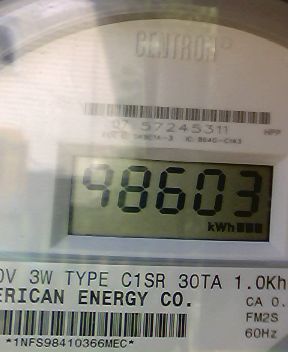 CENTRON
57245311
98603
kWh
0V 3W TYPE C1SR 30TA 1.0Kh
ERICAN ENERGY CO.
CA 0.
FM2S
*1NFS98410366MEC*
60Hz